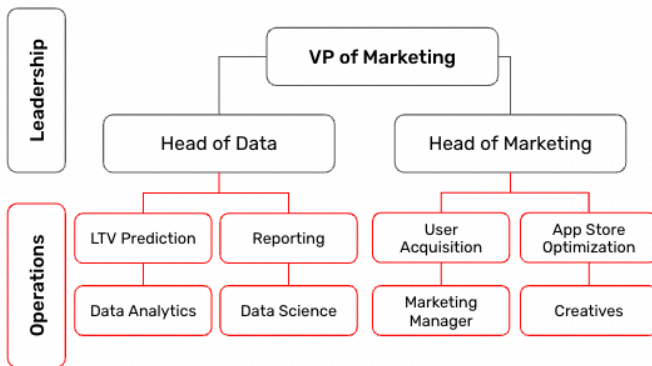 Leadership
VP of Marketing
Head of Data
Head of Marketing
Operations
LTV Prediction
Reporting
User
Acquisition
App Store
Optimization
Data Analytics
Data Science
Marketing
Manager
Creatives